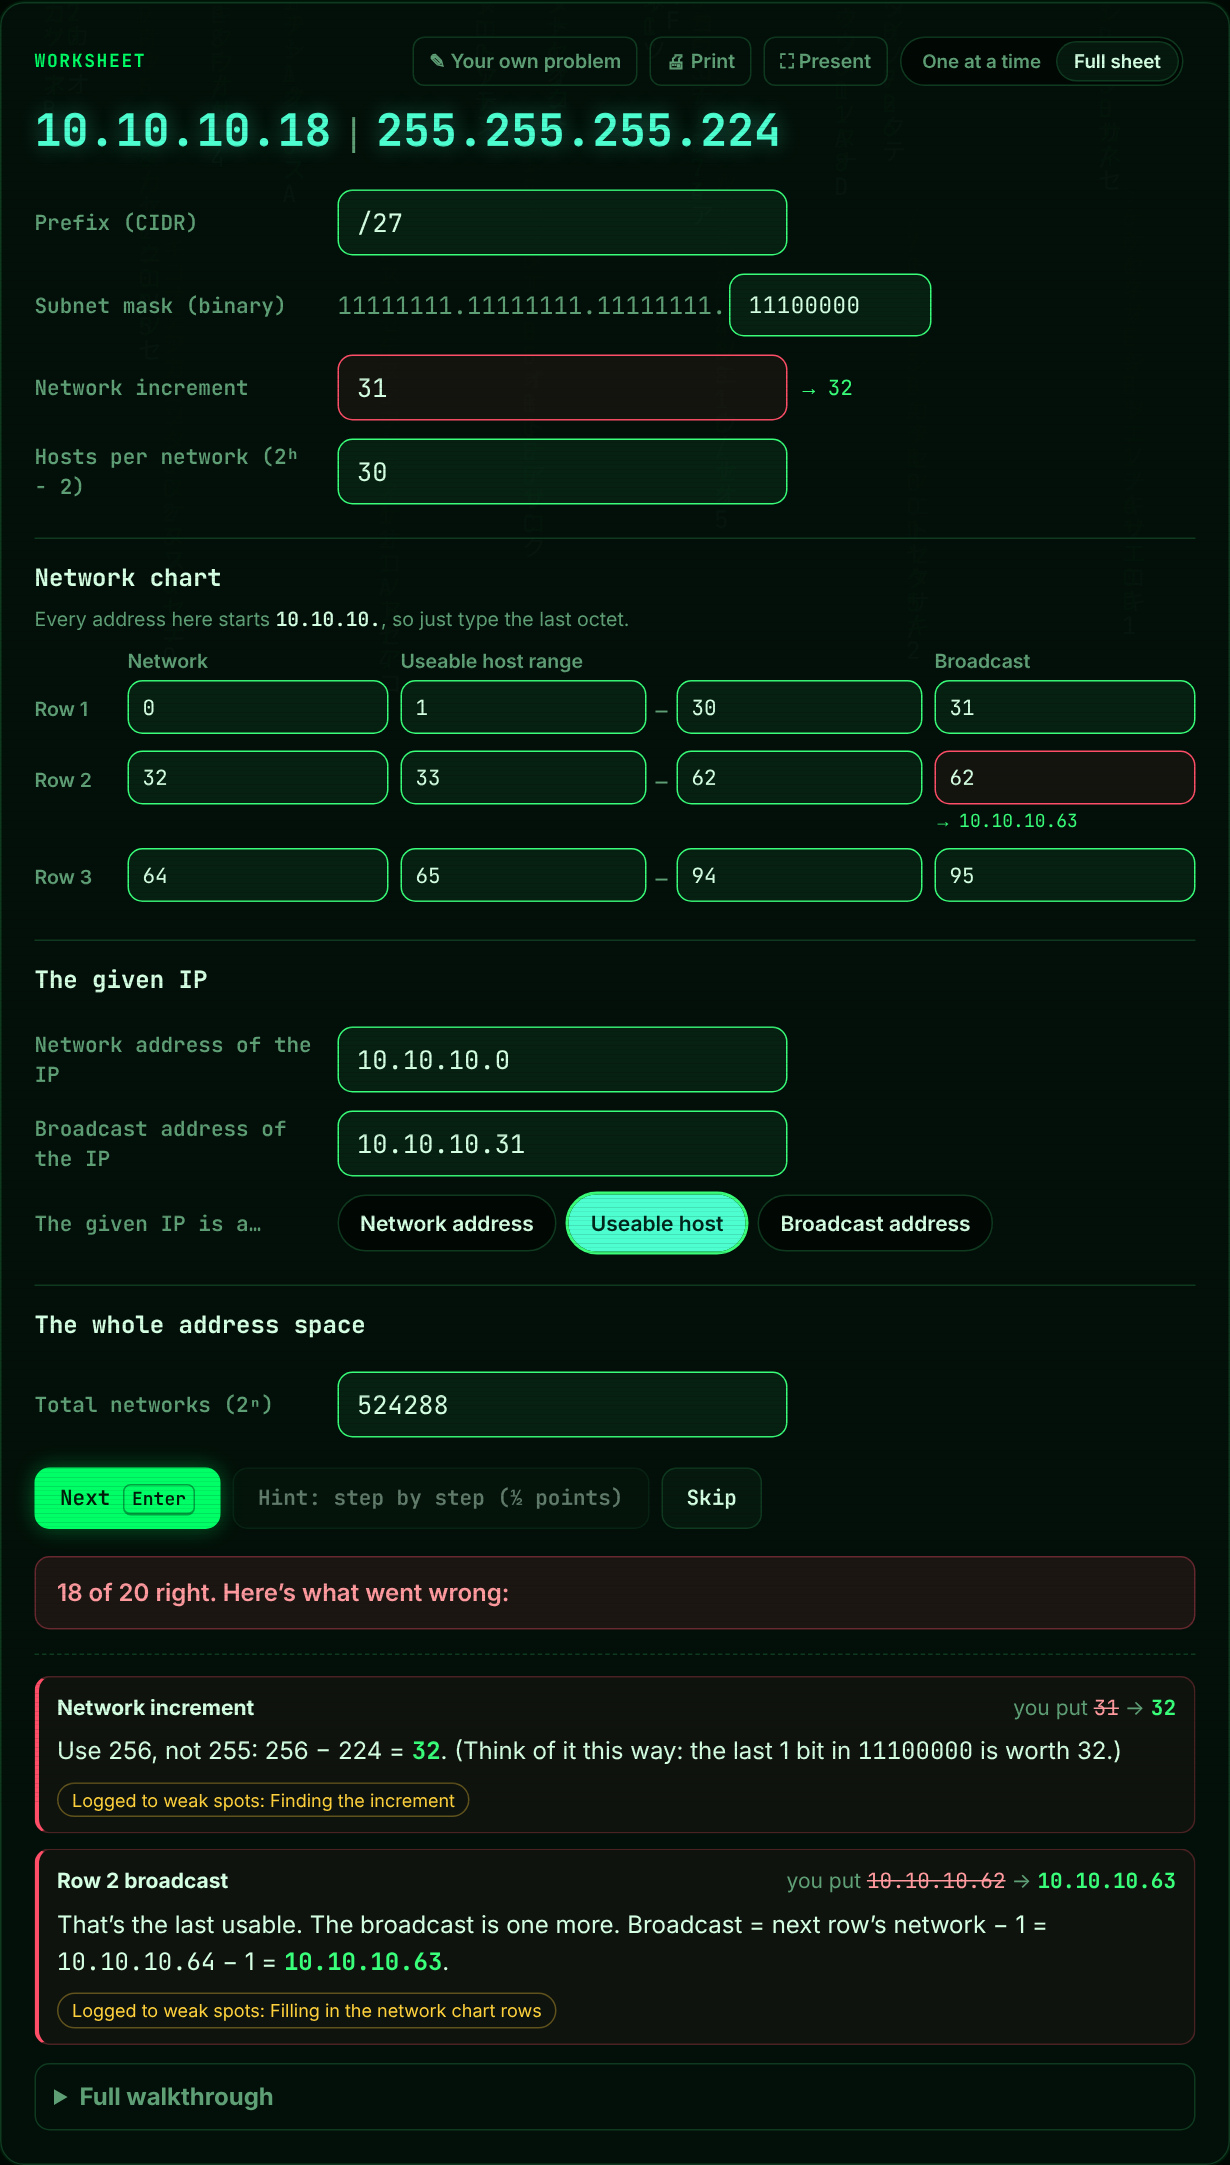 WORKSHEET
✎ Your own problem
🖨 Print
⛶ Present
One at a time
Full sheet
10.10.10.18 | 255.255.255.224
Prefix (CIDR)
/27
Subnet mask (binary)
11111111.11111111.11111111.
11100000
Network increment
31
→ 32
Hosts per network (2ʰ
- 2)
30
Network chart
Every address here starts 10.10.10., so just type the last octet.
Network
Useable host range
Broadcast
Row 1
0
1
–
30
31
Row 2
32
33
–
62
62
→ 10.10.10.63
Row 3
64
65
–
94
95
The given IP
Network address of the
IP
10.10.10.0
Broadcast address of
the IP
10.10.10.31
The given IP is a…
Network address
Useable host
Broadcast address
The whole address space
Total networks (2ⁿ)
524288
Next Enter
Hint: step by step (½ points)
Skip
18 of 20 right. Here’s what went wrong:
Network increment
you put 31 → 32
Use 256, not 255: 256 − 224 = 32. (Think of it this way: the last 1 bit in 11100000 is worth 32.)
Logged to weak spots: Finding the increment
Row 2 broadcast
you put 10.10.10.62 → 10.10.10.63
That’s the last usable. The broadcast is one more. Broadcast = next row’s network − 1 =
10.10.10.64 − 1 = 10.10.10.63.
Logged to weak spots: Filling in the network chart rows
▶ Full walkthrough